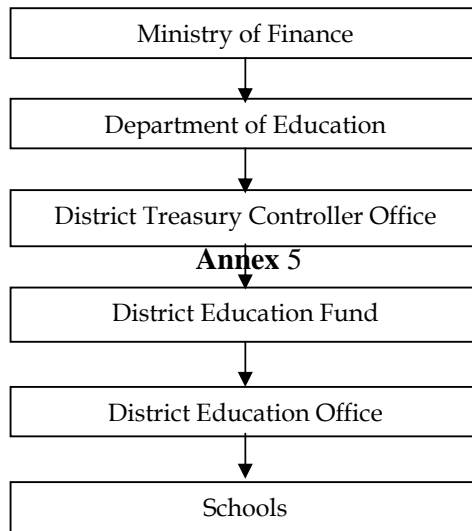 Ministry of Finance
Department of Education
District Treasury Controller Office
Annex 5
District Education Fund
District Education Office
Schools